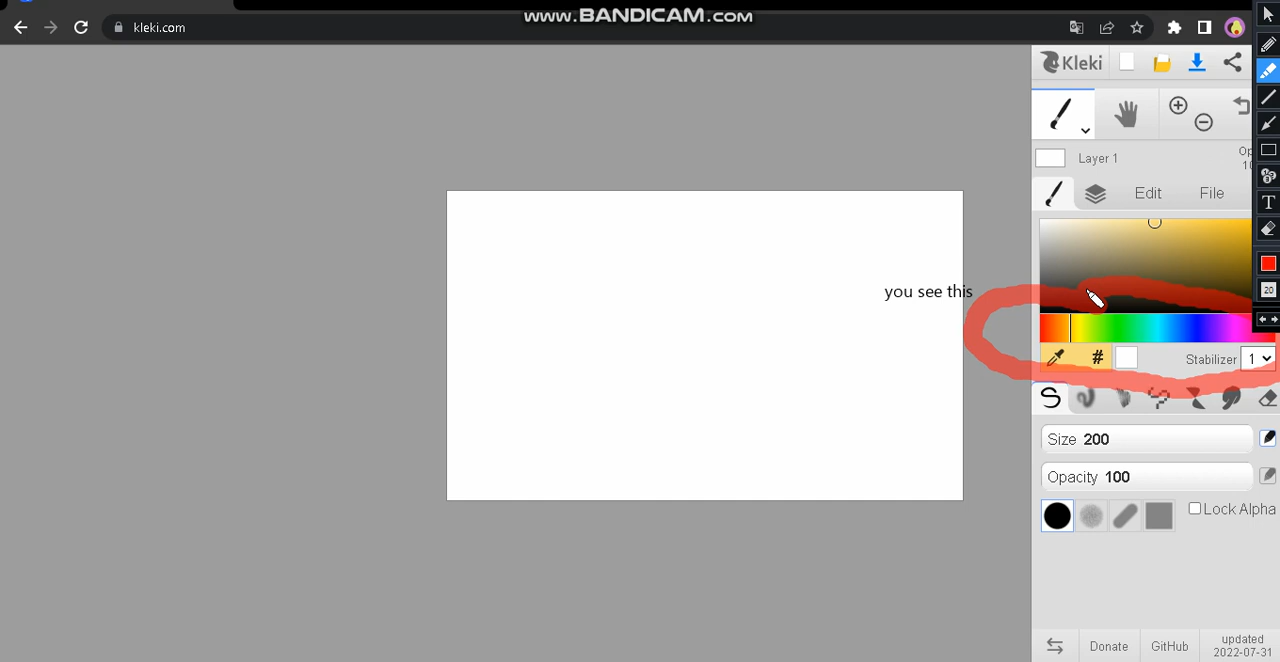 www.BANDICAM.com
kleki.com
Kleki
Layer 1
Edit File
you see this
#
Stabilizer 1
Size 200
Opacity 100
Lock Alpha
T
20
Donate GitHub updated
2022-07-31